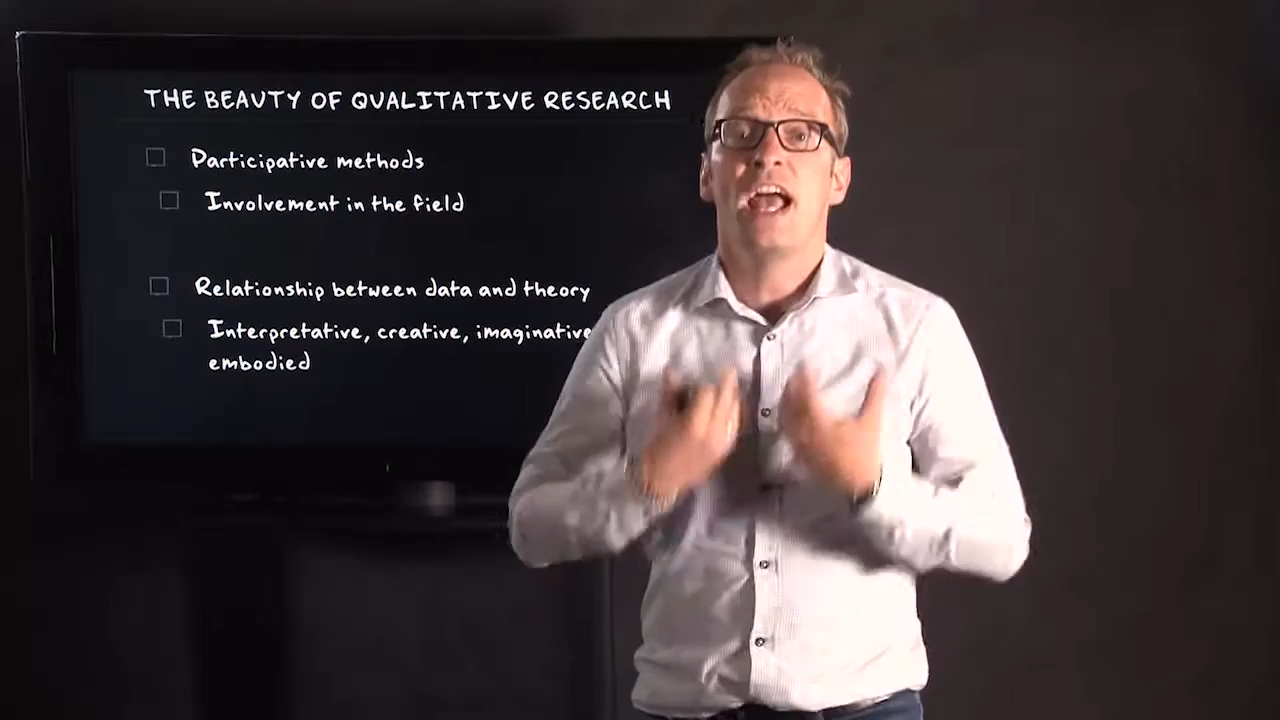 THE BEAUTY OF QUALITATIVE RESEARCH
Participative methods
Involvement in the field
Relationship between data and theory
Interpretative, creative, imaginative
embodied